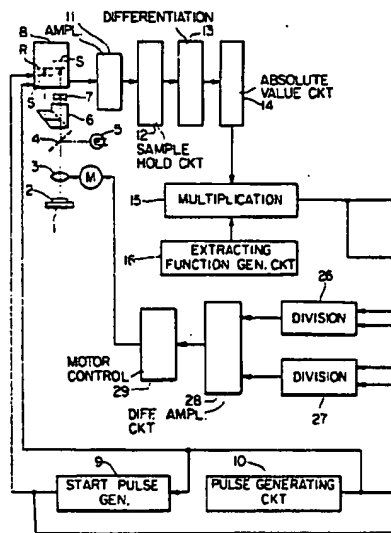 DIFFERENTIATION
11
AMPL.
13
8
R
S
S
7
6
4
5
3
M
2
1
12
SAMPLE
HOLD CKT
ABSOLUTE
VALUE CKT
14
15
MULTIPLICATION
16
EXTRACTING
FUNCTION GEN. CKT
26
DIVISION
MOTOR
CONTROL
29
28
DIFF. AMPL.
CKT
DIVISION
27
9
START PULSE
GEN.
10
PULSE GENERATING
CKT